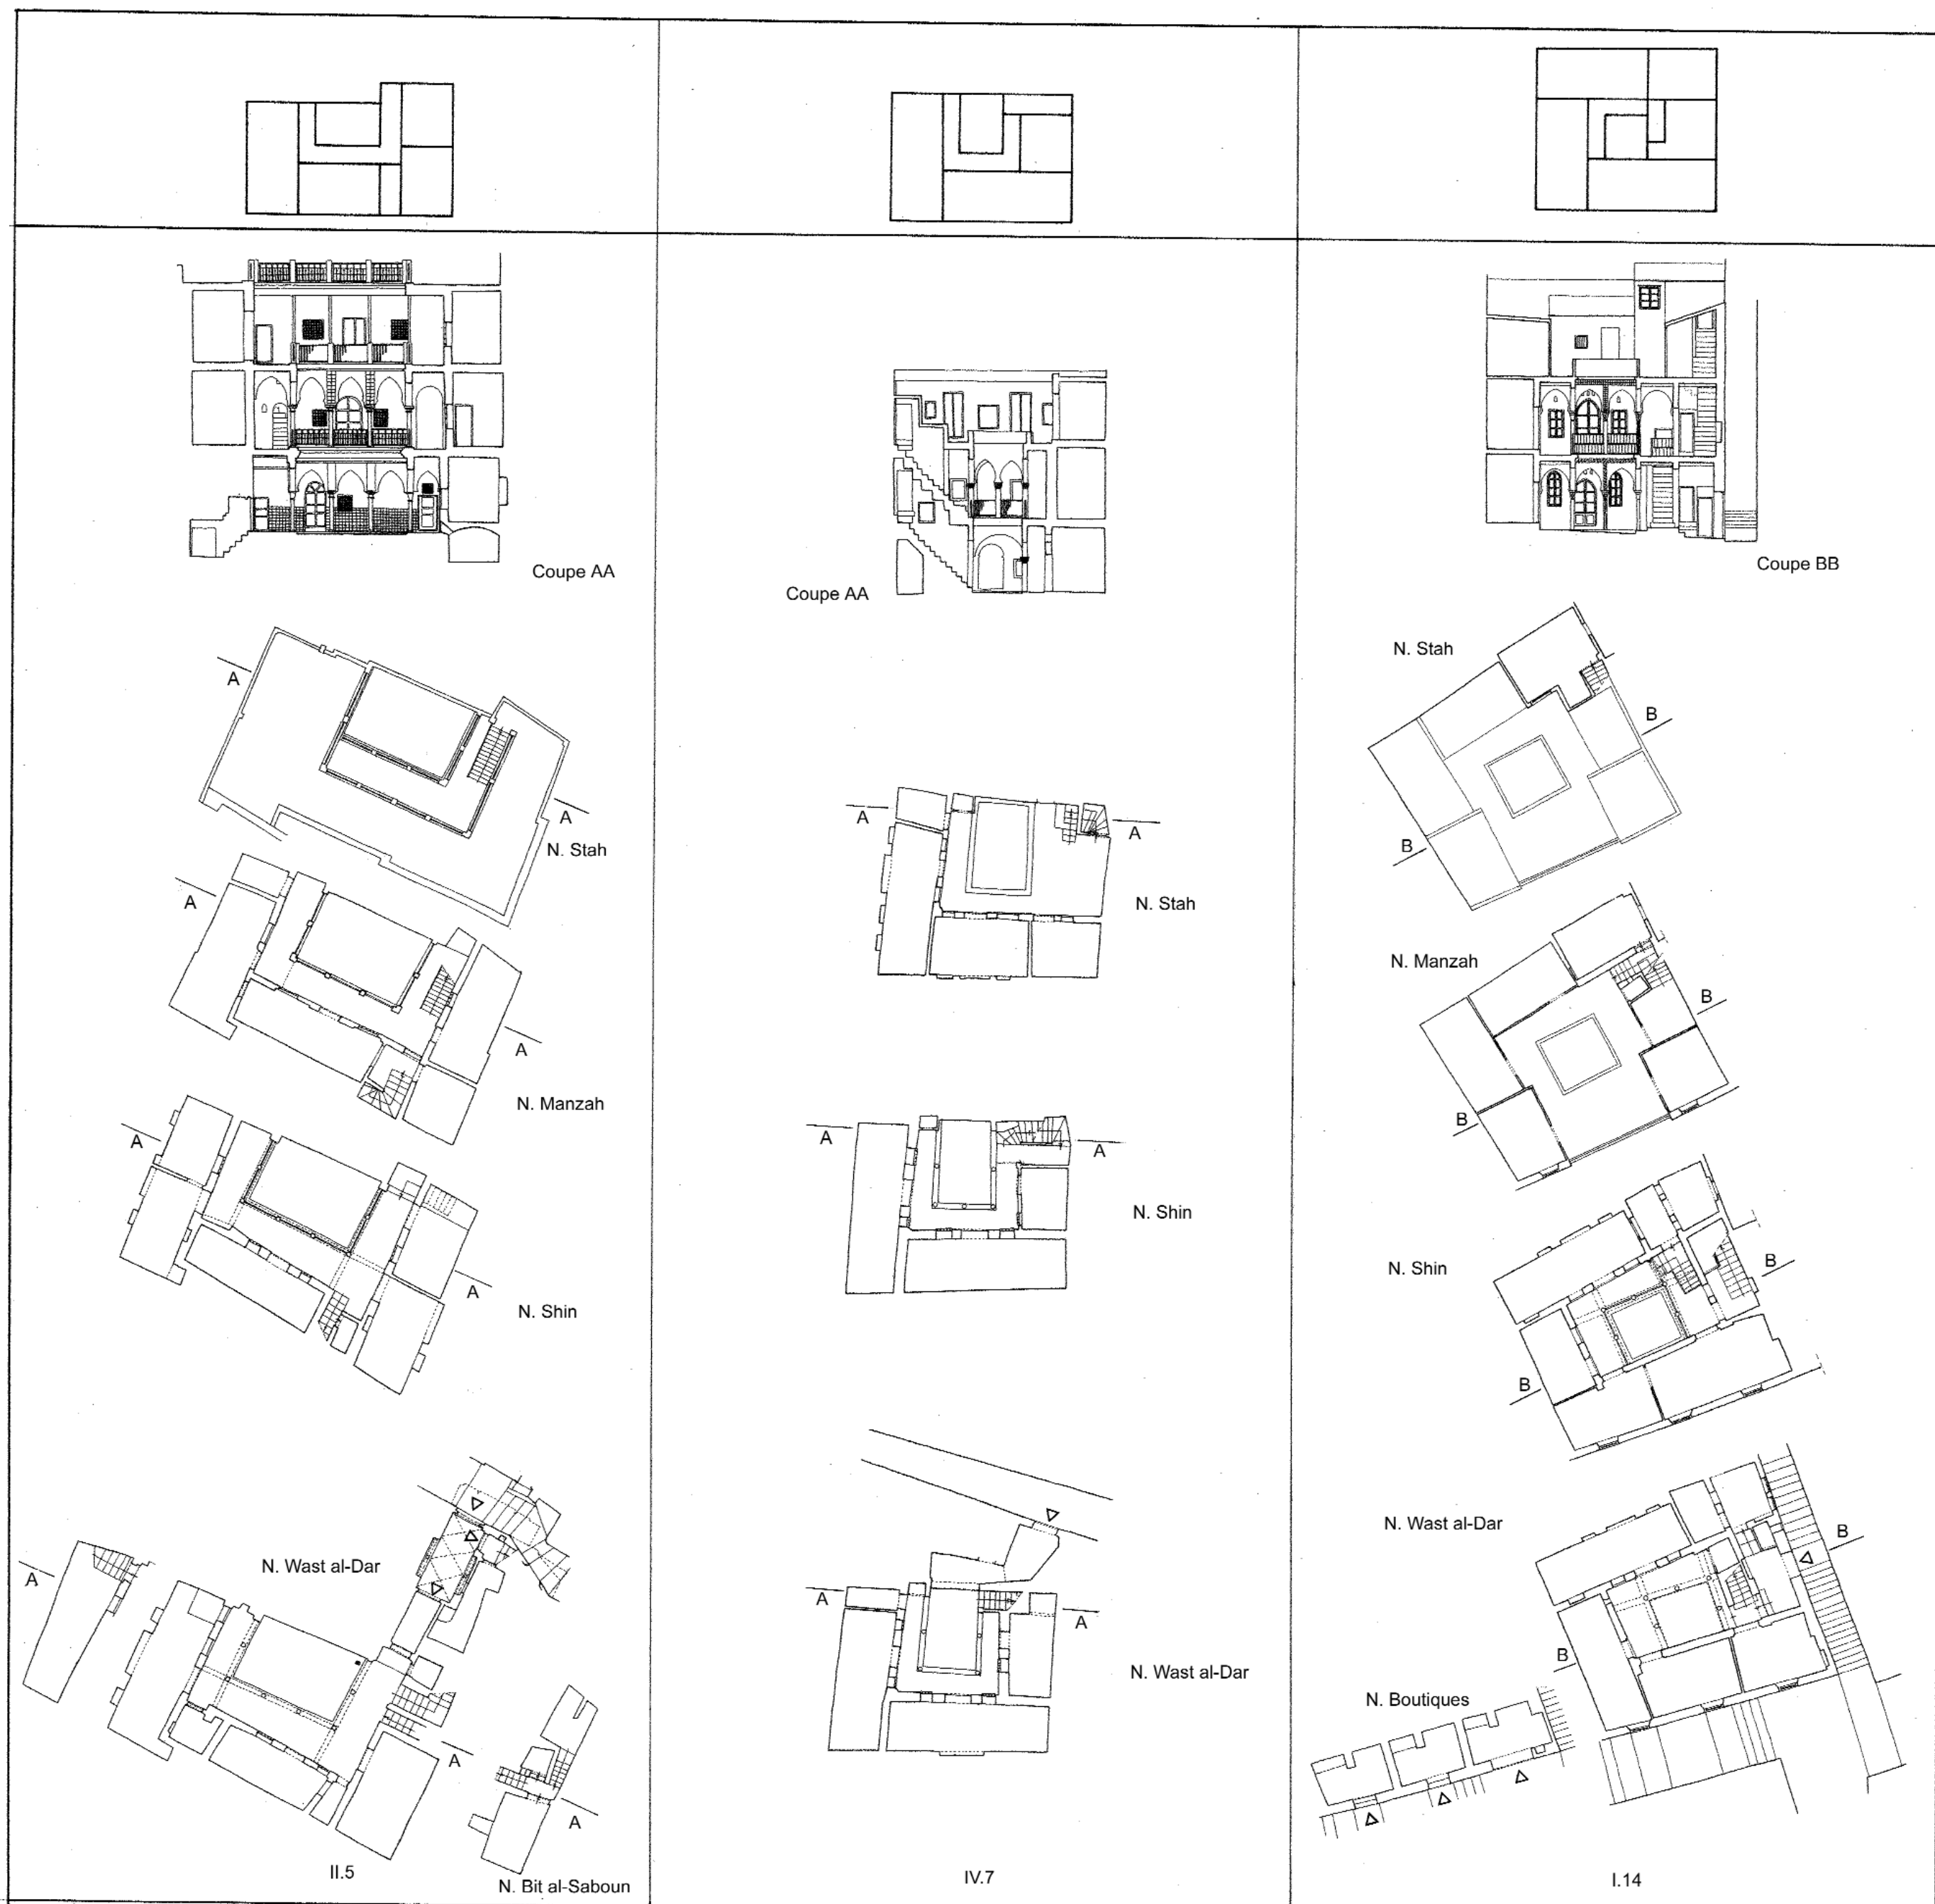 Coupe AA
A
A
N. Stah
A
A
N. Manzah
A
A
N. Shin
A
N. Wast al-Dar
A
A
N. Bit al-Saboun
II.5
Coupe AA
A
A
N. Stah
A
A
N. Shin
A
A
N. Wast al-Dar
IV.7
Coupe BB
N. Stah
B
B
N. Manzah
B
B
N. Shin
B
B
N. Wast al-Dar
B
B
N. Boutiques
I.14